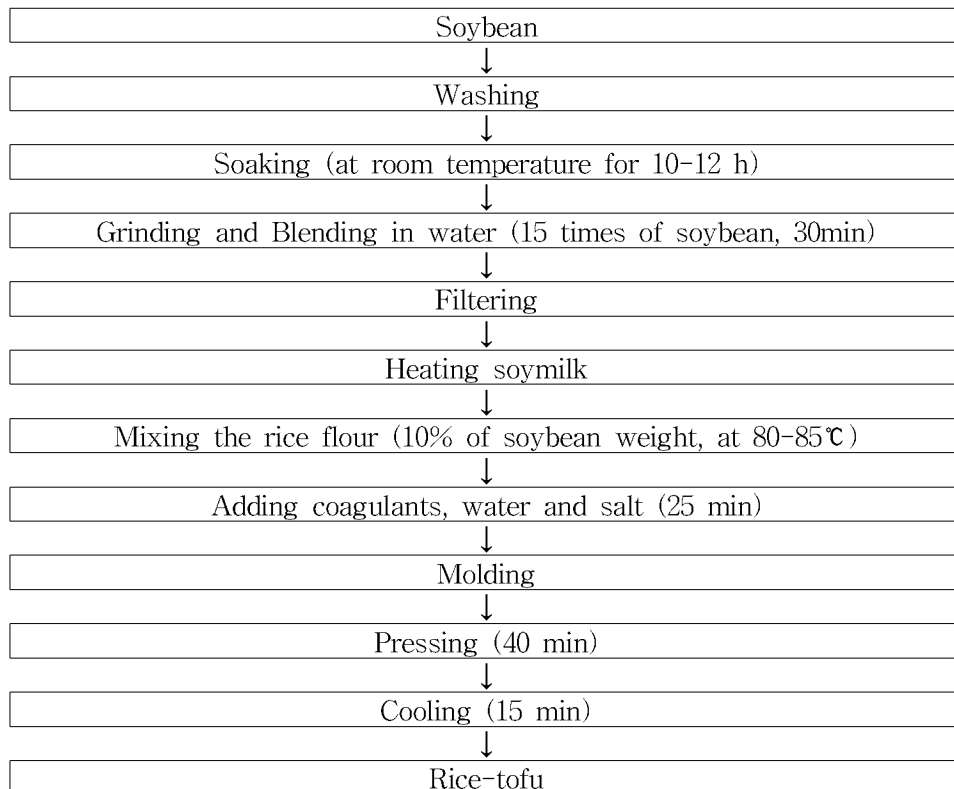 Soybean
↓
Washing
↓
Soaking (at room temperature for 10-12 h)
↓
Grinding and Blending in water (15 times of soybean, 30min)
↓
Filtering
↓
Heating soymilk
↓
Mixing the rice flour (10% of soybean weight, at 80-85℃)
↓
Adding coagulants, water and salt (25 min)
↓
Molding
↓
Pressing (40 min)
↓
Cooling (15 min)
↓
Rice-tofu